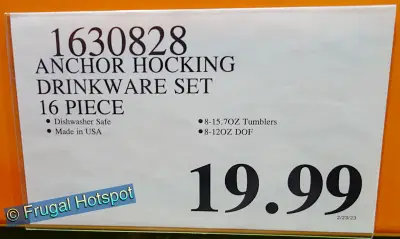 1630828
ANCHOR HOCKING
DRINKWARE SET
16 PIECE
• Dishwasher Safe
• Made in USA
• 8-15.7OZ Tumblers
• 8-12OZ DOF
19.99
2/23/23
© Frugal Hotspot